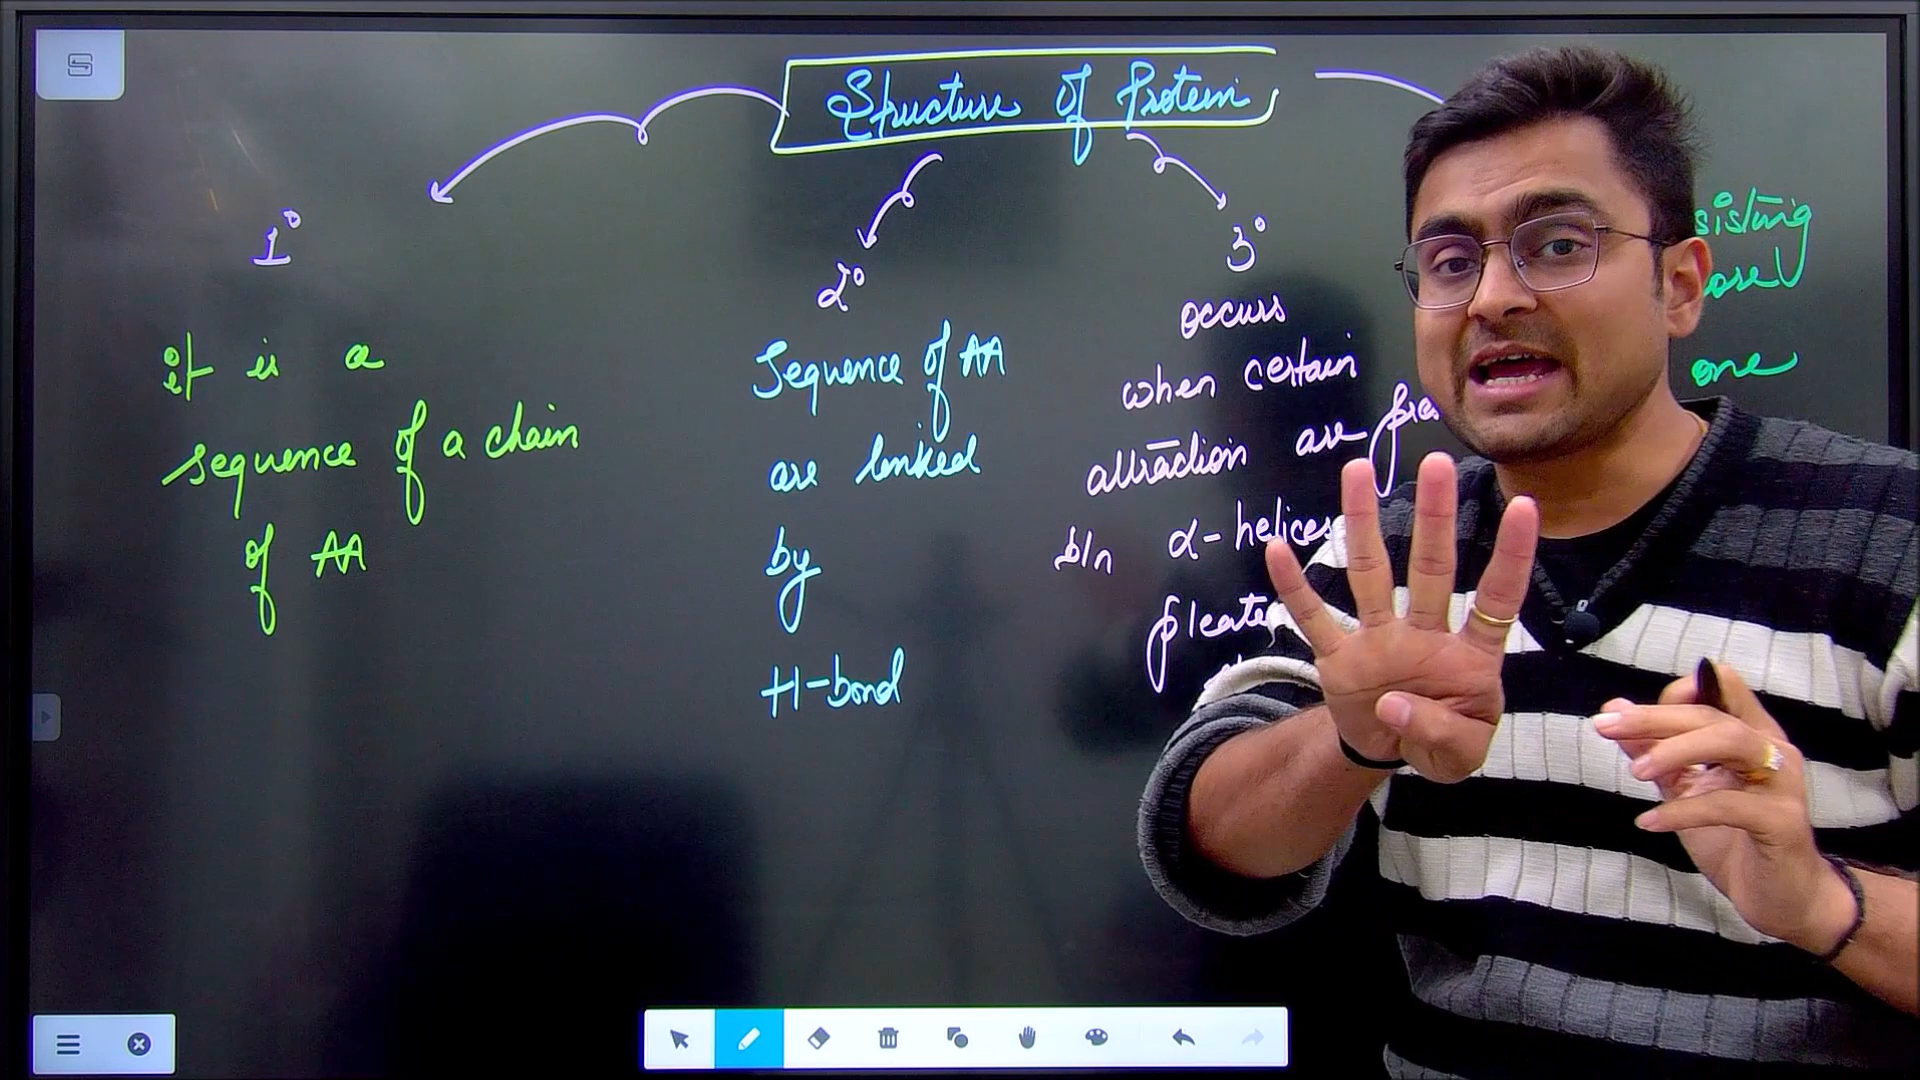 Structure of Protein
1°
it is a
sequence of a chain
of AA
2°
Sequence of AA
are linked
by
H-bond
3°
occurs
when certain
attraction are
b/n α-helices
one